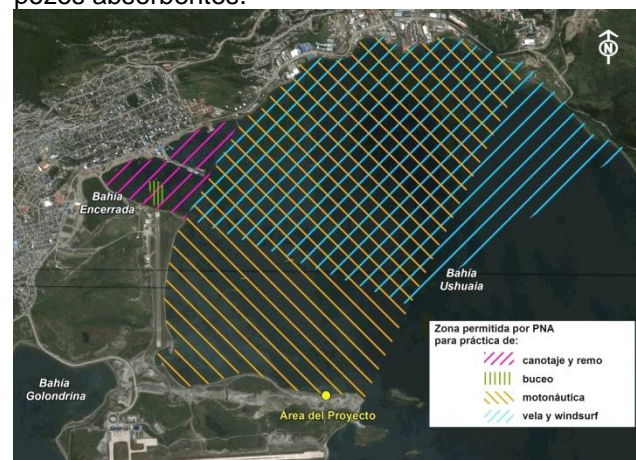 pozos absorbentes.
N
Bahía
Encerrada
Bahía
Ushuaia
Bahía
Golondrina
Área del Proyecto
Zona permitida por PNA
para práctica de:
canotaje y remo
buceo
motonáutica
vela y windsurf